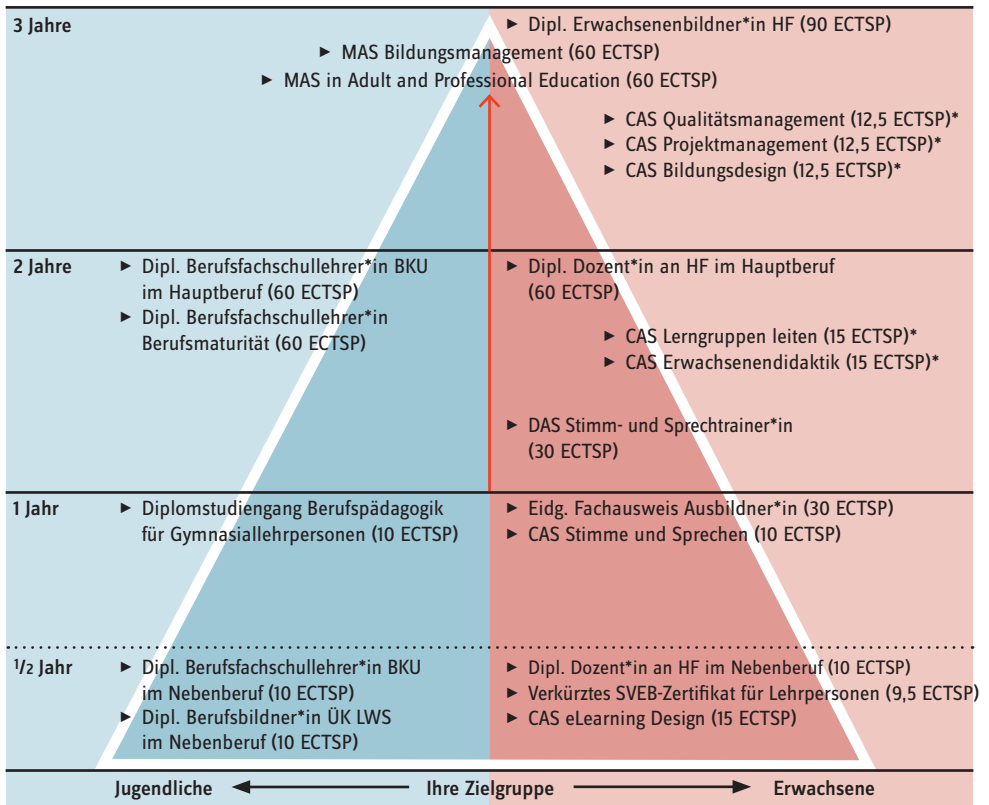 3 Jahre
► Dipl. Erwachsenenbildner*in HF (90 ECTSP)
► MAS Bildungsmanagement (60 ECTSP)
► MAS in Adult and Professional Education (60 ECTSP)
► CAS Qualitätsmanagement (12,5 ECTSP)*
► CAS Projektmanagement (12,5 ECTSP)*
► CAS Bildungsdesign (12,5 ECTSP)*
2 Jahre
► Dipl. Berufsfachschullehrer*in BKU
im Hauptberuf (60 ECTSP)
► Dipl. Berufsfachschullehrer*in
Berufsmaturität (60 ECTSP)
► Dipl. Dozent*in an HF im Hauptberuf
(60 ECTSP)
► CAS Lerngruppen leiten (15 ECTSP)*
► CAS Erwachsenendidaktik (15 ECTSP)*
► DAS Stimm- und Sprechtrainer*in
(30 ECTSP)
1 Jahr
► Diplomstudiengang Berufspädagogik
für Gymnasiallehrpersonen (10 ECTSP)
► Eidg. Fachausweis Ausbildner*in (30 ECTSP)
► CAS Stimme und Sprechen (10 ECTSP)
1/2 Jahr
► Dipl. Berufsfachschullehrer*in BKU
im Nebenberuf (10 ECTSP)
► Dipl. Berufsbildner*in ÜK LWS
im Nebenberuf (10 ECTSP)
► Dipl. Dozent*in an HF im Nebenberuf (10 ECTSP)
► Verkürztes SVEB-Zertifikat für Lehrpersonen (9,5 ECTSP)
► CAS eLearning Design (15 ECTSP)
Jugendliche Ihre Zielgruppe Erwachsene